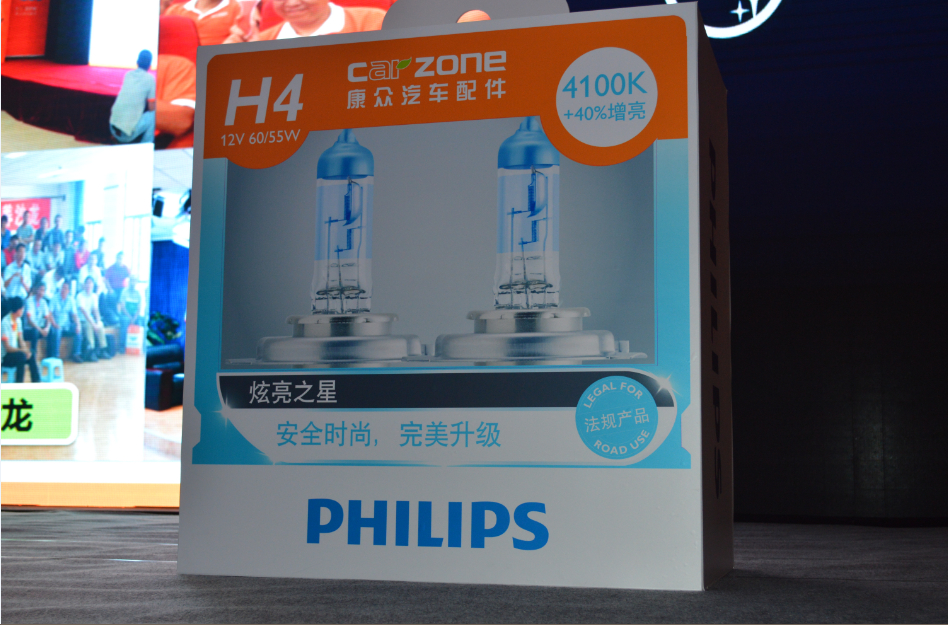 H4
12V 60/55W
carzone
康众汽车配件
4100K
+40%增亮
炫亮之星
安全时尚, 完美升级
LEGAL FOR
法规产品
ROAD USE
PHILIPS
PHILIPS
龙